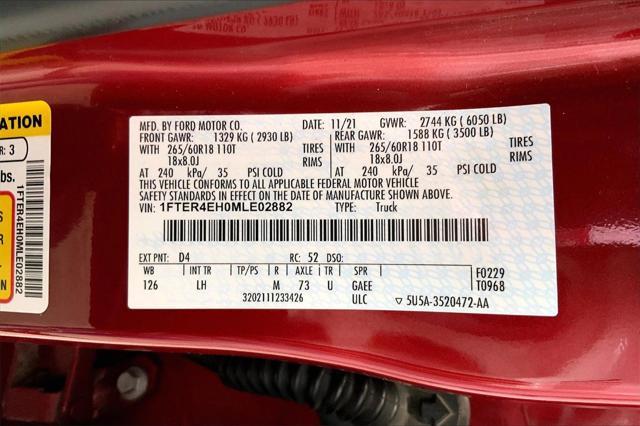 ATION
R: 3
lbs.
1FTER4EH0MLE02882
MFD. BY FORD MOTOR CO. 11/21 GVWR: 2744 KG ( 6050 LB)
FRONT GAWR: 1329 KG ( 2930 LB) REAR GAWR: 1588 KG ( 3500 LB)
WITH 265/60R18 110T TIRES WITH 265/60R18 110T TIRES
18x8.0J RIMS 18x8.0J RIMS
AT 240 kPa/ 35 PSI COLD AT 240 kPa/ 35 PSI COLD
THIS VEHICLE CONFORMS TO ALL APPLICABLE FEDERAL MOTOR VEHICLE
SAFETY STANDARDS IN EFFECT ON THE DATE OF MANUFACTURE SHOWN ABOVE.
VIN: 1FTER4EH0MLE02882 TYPE: Truck
EXT PNT: D4 RC: 52 DSO:
WB INT TR TP/PS R AXLE TR SPR F0229
126 LH M 73 U GAEE T0968
3202111233426 ULC ▽ 5U5A-3520472-AA